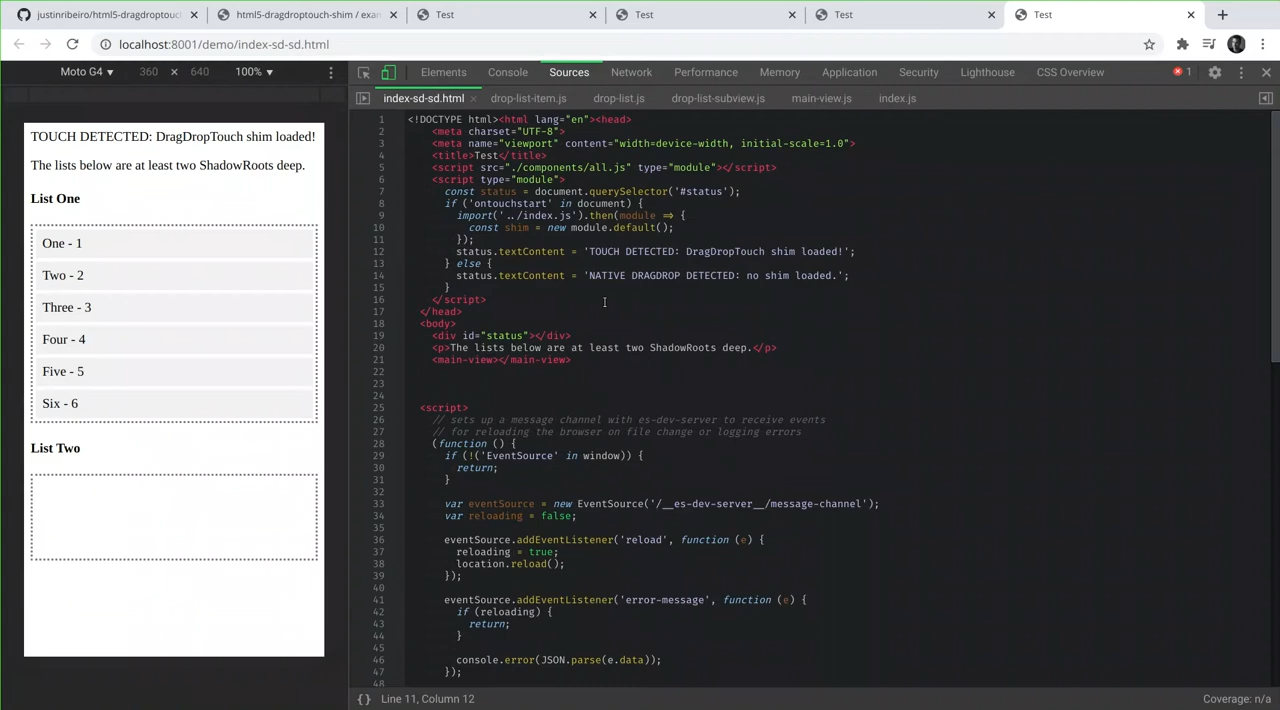 justinribeiro/html5-dragdroptouch
html5-dragdroptouch-shim / exam
Test
Test
Test
Test
localhost:8001/demo/index-sd-sd.html
Moto G4 ▾ 360 × 640 100% ▾
Elements Console Sources Network Performance Memory Application Security Lighthouse CSS Overview 1
index-sd-sd.html drop-list-item.js drop-list.js drop-list-subview.js main-view.js index.js
TOUCH DETECTED: DragDropTouch shim loaded!
The lists below are at least two ShadowRoots deep.
List One
One - 1
Two - 2
Three - 3
Four - 4
Five - 5
Six - 6
List Two
1 <!DOCTYPE html><html lang="en"><head>
2 <meta charset="UTF-8">
3 <meta name="viewport" content="width=device-width, initial-scale=1.0">
4 <title>Test</title>
5 <script src="./components/all.js" type="module"></script>
6 <script type="module">
7 const status = document.querySelector('#status');
8 if ('ontouchstart' in document) {
9 import('../index.js').then(module => {
10 const shim = new module.default();
11 });
12 status.textContent = 'TOUCH DETECTED: DragDropTouch shim loaded!';
13 } else {
14 status.textContent = 'NATIVE DRAGDROP DETECTED: no shim loaded.';
15 }
16 </script>
17 </head>
18 <body>
19 <div id="status"></div>
20 <p>The lists below are at least two ShadowRoots deep.</p>
21 <main-view></main-view>
22
23
24
25 <script>
26 // sets up a message channel with es-dev-server to receive events
27 // for reloading the browser on file change or logging errors
28 (function () {
29 if (!('EventSource' in window)) {
30 return;
31 }
32
33 var eventSource = new EventSource('/__es-dev-server__/message-channel');
34 var reloading = false;
35
36 eventSource.addEventListener('reload', function (e) {
37 reloading = true;
38 location.reload();
39 });
40
41 eventSource.addEventListener('error-message', function (e) {
42 if (reloading) {
43 return;
44 }
45
46 console.error(JSON.parse(e.data));
47 });
48
{ } Line 11, Column 12 Coverage: n/a